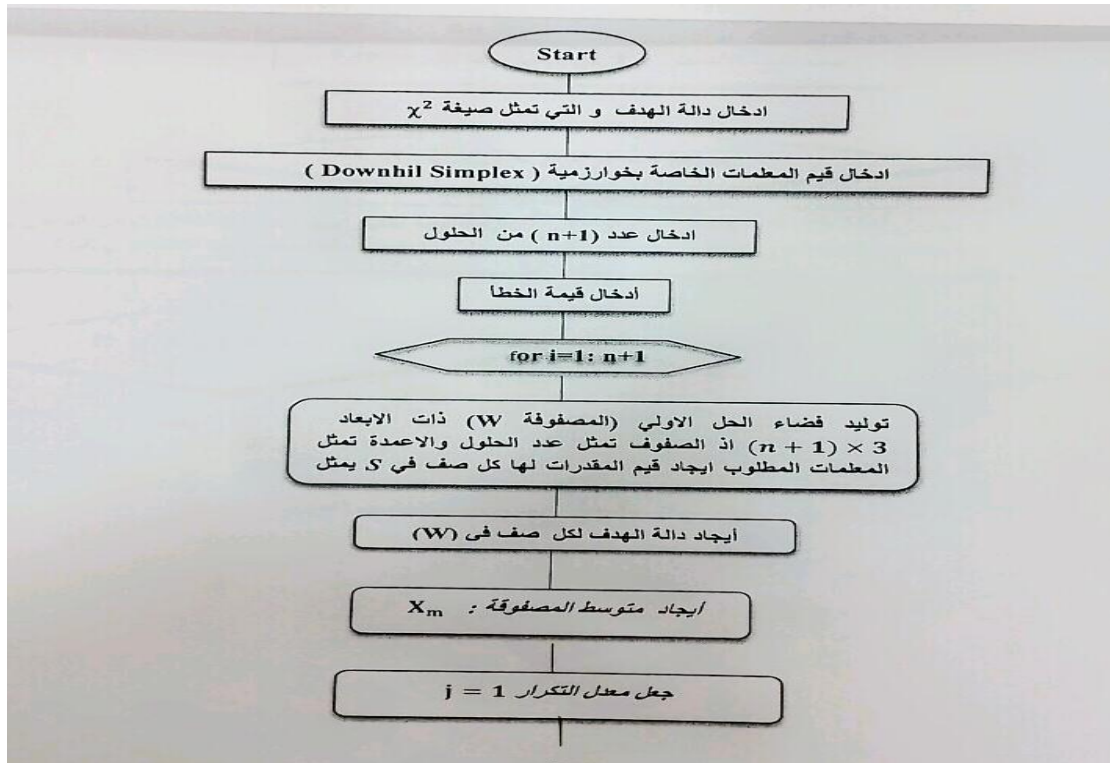 Start
ادخال دالة الهدف و التي تمثل صيغة χ²
ادخال قيم المعلمات الخاصة بخوارزمية ( Downhil Simplex )
ادخال عدد (n+1 ) من الحلول
أدخال قيمة الخطأ
for i=1: n+1
توليد فضاء الحل الاولي (المصفوفة W) ذات الابعاد
(n + 1) × 3 اذ الصفوف تمثل عدد الحلول والاعمدة تمثل
المعلمات المطلوب ايجاد قيم المقدرات لها كل صف في S يمثل
أيجاد دالة الهدف لكل صف في (W)
أيجاد متوسط المصفوفة : Xₘ
جعل معدل التكرار j = 1